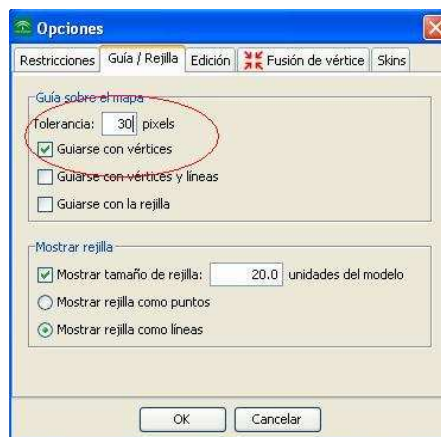 Opciones
Restricciones Guía / Rejilla Edición Fusión de vértice Skins
Guía sobre el mapa
Tolerancia: 30 pixels
Guiarse con vértices
Guiarse con vértices y líneas
Guiarse con la rejilla
Mostrar rejilla
Mostrar tamaño de rejilla: 20.0 unidades del modelo
Mostrar rejilla como puntos
Mostrar rejilla como líneas
OK Cancelar